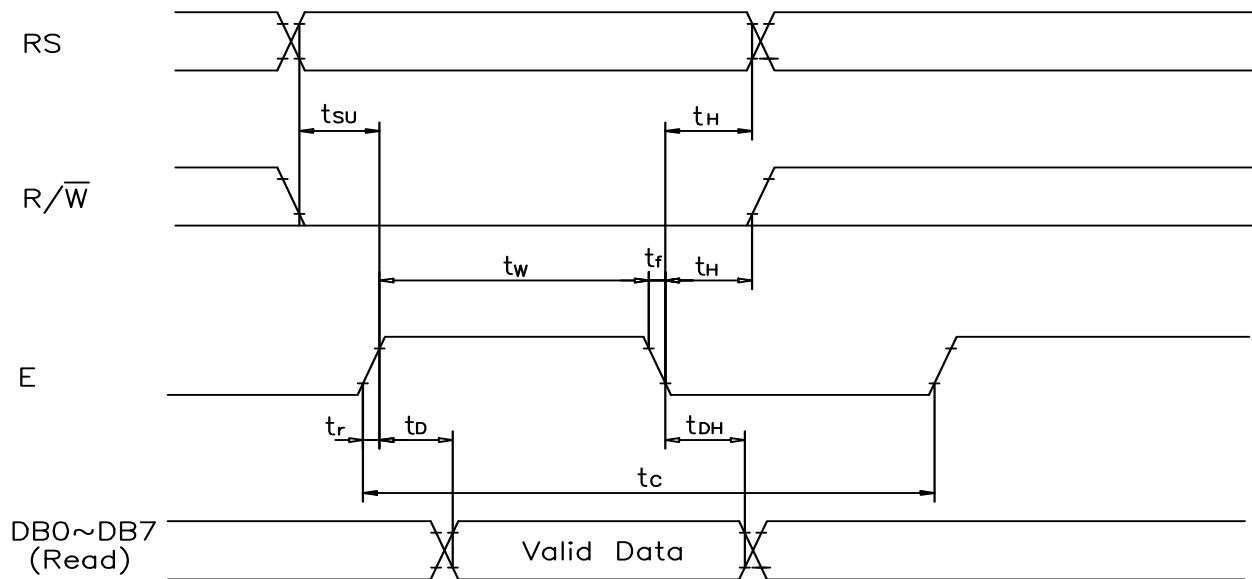 RS
tSU
tH
R/W̅
tW
tf
tH
E
tr
tD
tDH
tC
DB0~DB7
(Read)
Valid Data